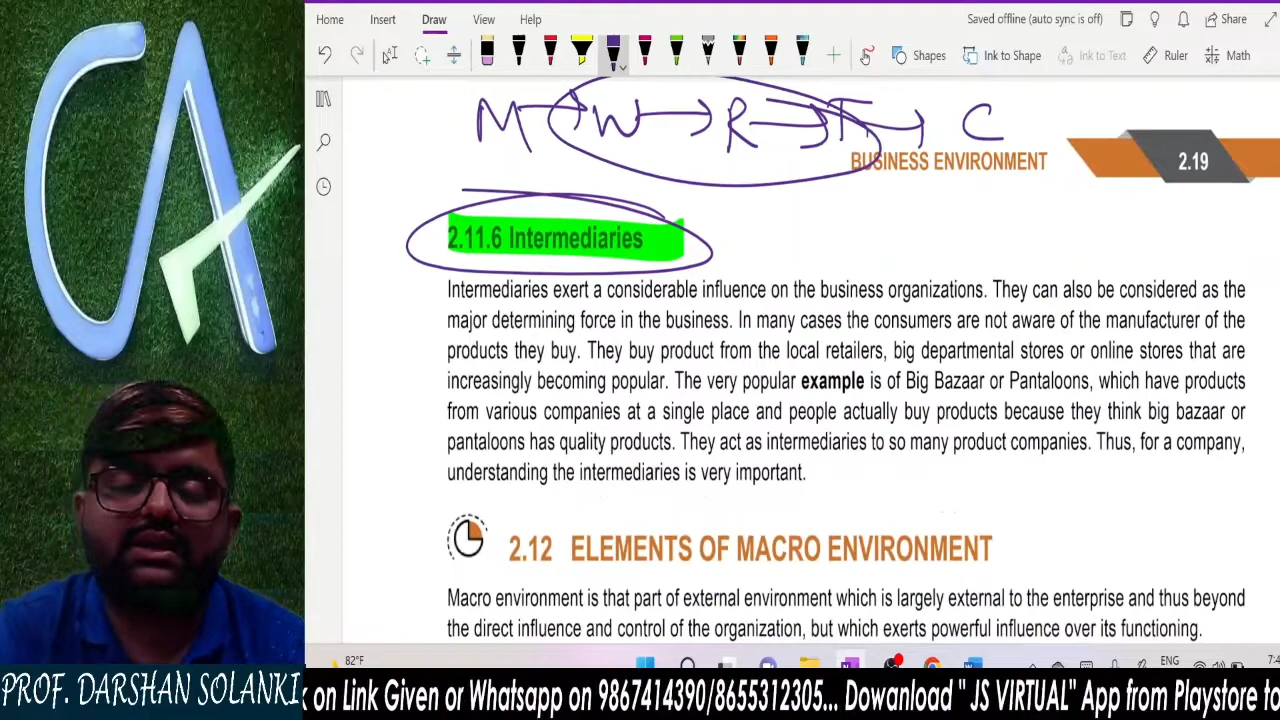 Home Insert Draw View Help Saved offline (auto sync is off) Share
Shapes Ink to Shape Ink to Text Ruler Math
M W R T C
BUSINESS ENVIRONMENT 2.19
2.11.6 Intermediaries
Intermediaries exert a considerable influence on the business organizations. They can also be considered as the
major determining force in the business. In many cases the consumers are not aware of the manufacturer of the
products they buy. They buy product from the local retailers, big departmental stores or online stores that are
increasingly becoming popular. The very popular example is of Big Bazaar or Pantaloons, which have products
from various companies at a single place and people actually buy products because they think big bazaar or
pantaloons has quality products. They act as intermediaries to so many product companies. Thus, for a company,
understanding the intermediaries is very important.
2.12 ELEMENTS OF MACRO ENVIRONMENT
Macro environment is that part of external environment which is largely external to the enterprise and thus beyond
the direct influence and control of the organization, but which exerts powerful influence over its functioning.
CA
82°F ENG 7:4
PROF. DARSHAN SOLANKI
k on Link Given or Whatsapp on 9867414390/8655312305... Dowanload " JS VIRTUAL" App from Playstore to